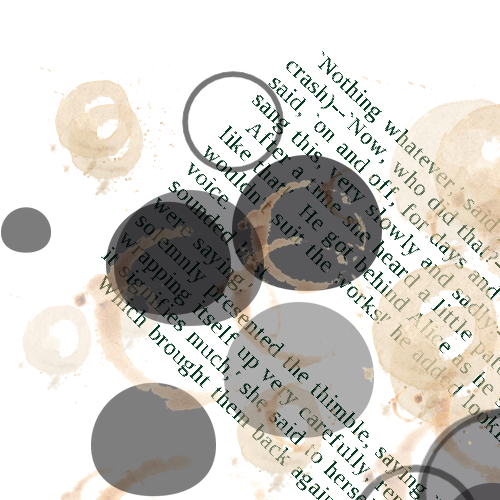 `Nothing whatever,' said
crash)--`Now, who did that?
said, `on and off, for days and
sang this, very slowly and sadly
After a time she heard a little pat
like that!' He got behind Alice as he
would suit the works!' he added looki
voice
sounded
were saying.
solemnly presented the thimble, saying
wrapping itself up very carefully, re
it signifies much,' she said to herse
Which brought them back again